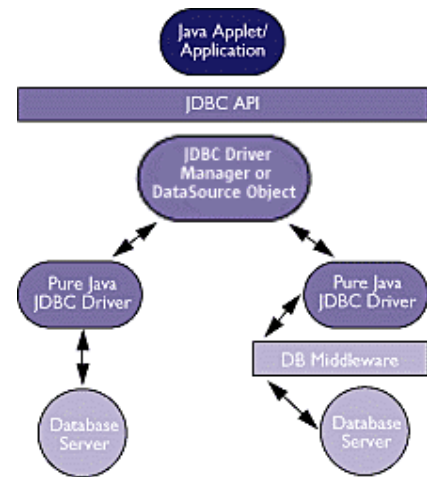 Java Applet/
Application
JDBC API
JDBC Driver
Manager or
DataSource Object
Pure Java
JDBC Driver
Pure Java
JDBC Driver
DB Middleware
Database
Server
Database
Server